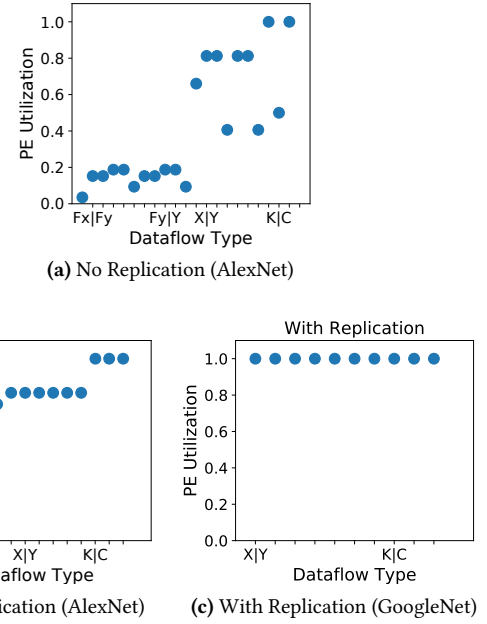 1.0
0.8
0.6
0.4
0.2
0.0
PE Utilization
Fx|Fy Fy|Y X|Y K|C
Dataflow Type
(a) No Replication (AlexNet)
X|Y K|C
aflow Type
ication (AlexNet)
With Replication
1.0
0.8
0.6
0.4
0.2
0.0
PE Utilization
X|Y K|C
Dataflow Type
(c) With Replication (GoogleNet)